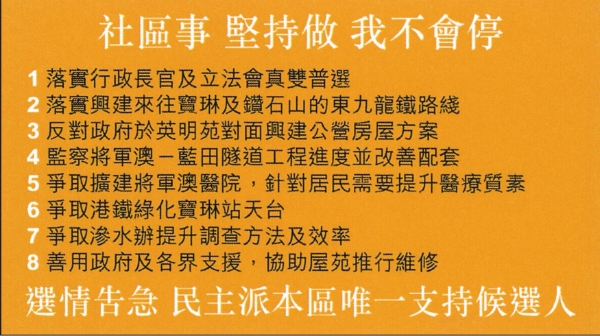 社區事 堅持做 我不會停
1 落實行政長官及立法會真雙普選
2 落實興建來往寶琳及鑽石山的東九龍鐵路綫
3 反對政府於英明苑對面興建公營房屋方案
4 監察將軍澳－藍田隧道工程進度並改善配套
5 爭取擴建將軍澳醫院，針對居民需要提升醫療質素
6 爭取港鐵綠化寶琳站天台
7 爭取滲水辦提升調查方法及效率
8 善用政府及各界支援，協助屋苑推行維修
選情告急 民主派本區唯一支持候選人